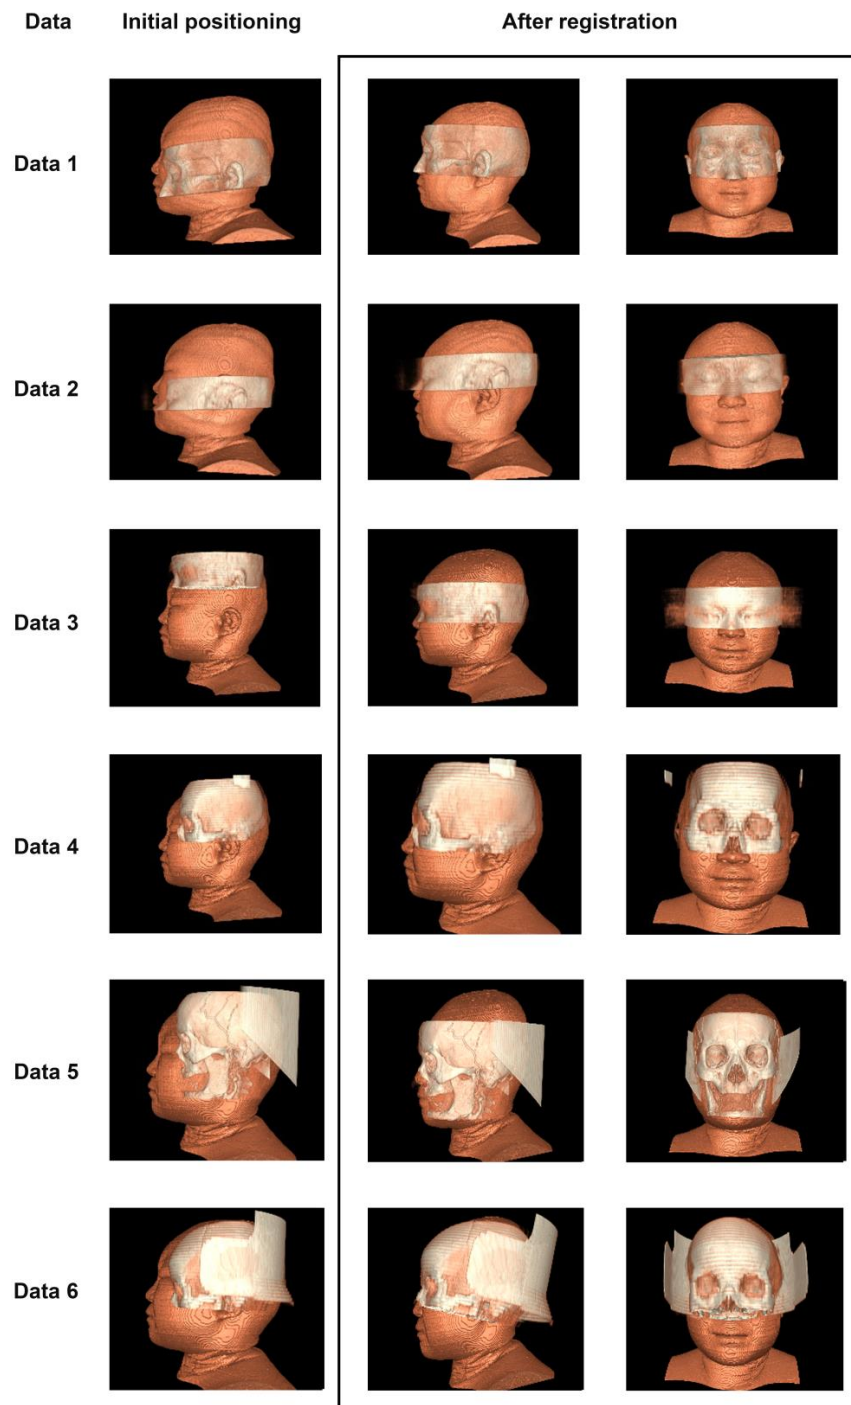 Data Initial positioning After registration
Data 1
Data 2
Data 3
Data 4
Data 5
Data 6